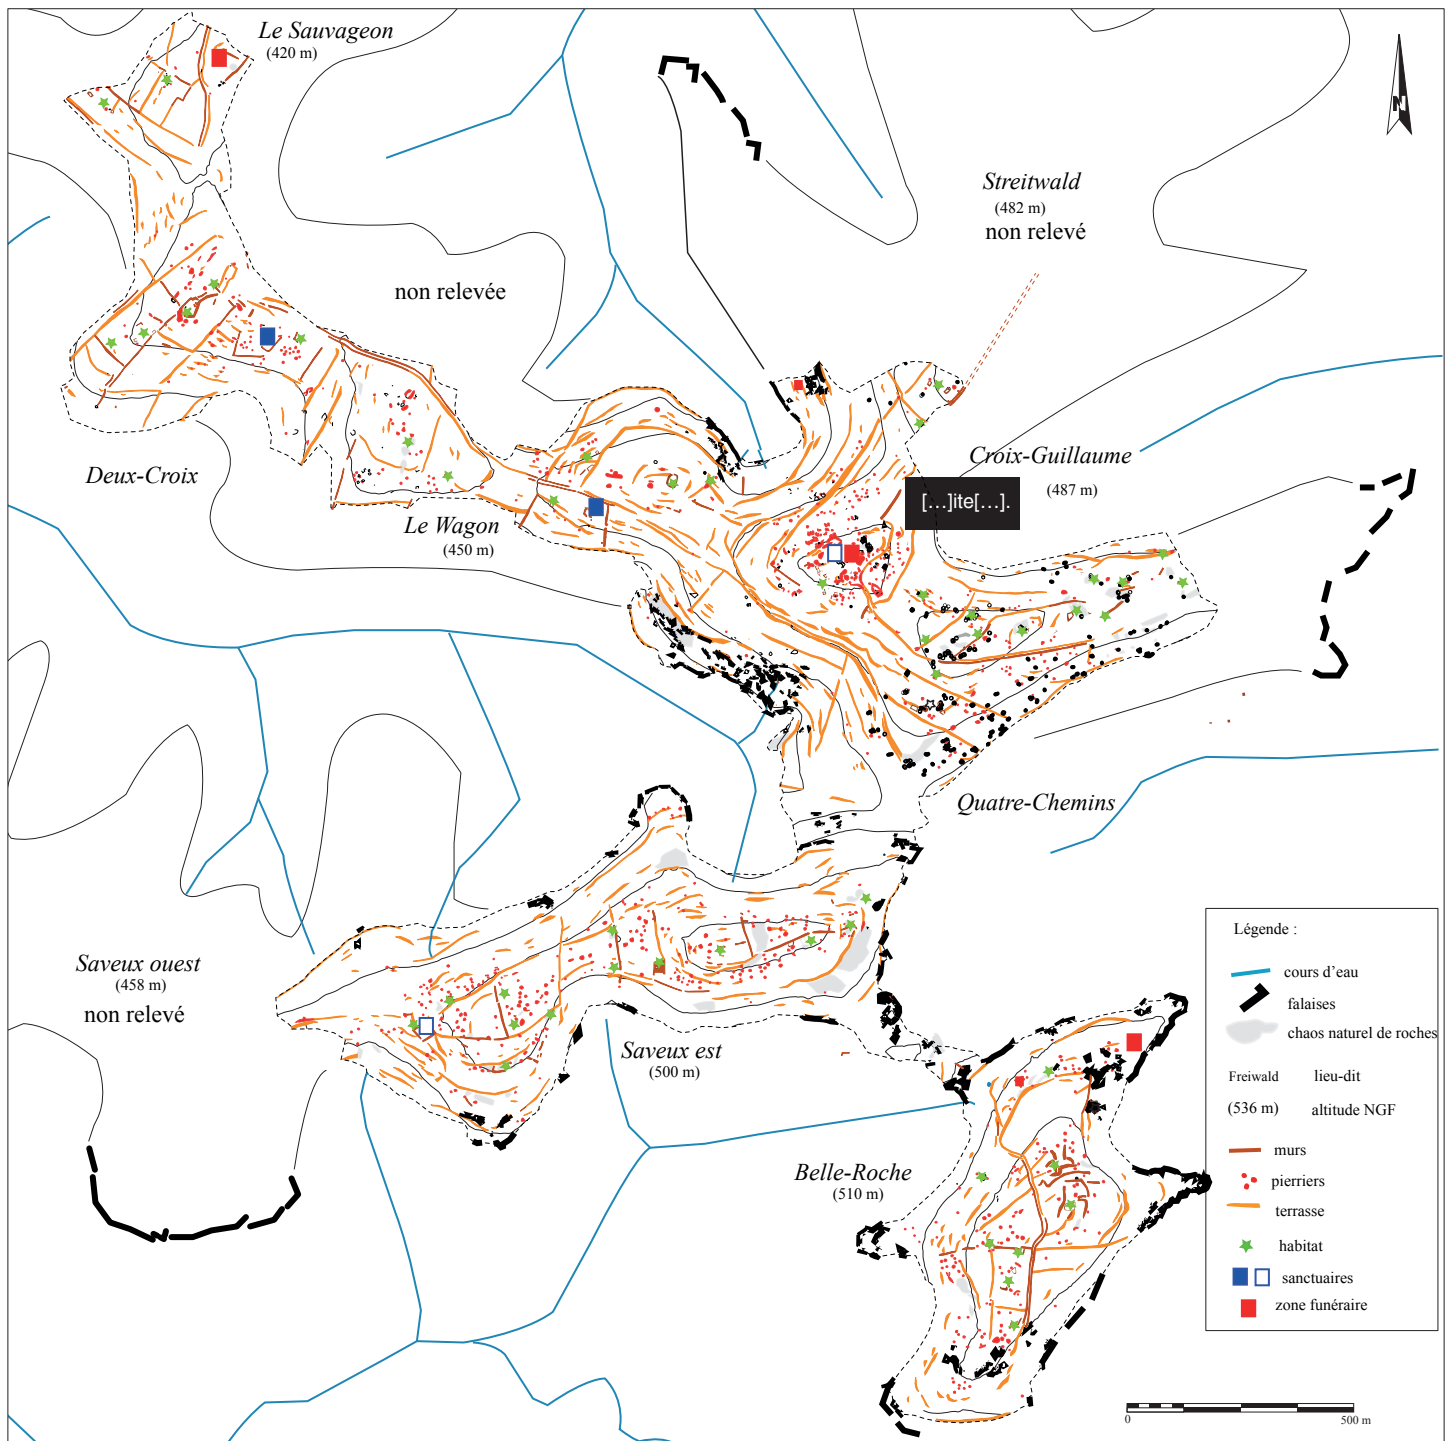 Le Sauvageon
(420 m)
N
Streitwald
(482 m)
non relevé
non relevée
Croix-Guillaume
(487 m)
[...]ite[...].
Deux-Croix
Le Wagon
(450 m)
Quatre-Chemins
Saveux ouest
(458 m)
non relevé
Saveux est
(500 m)
Belle-Roche
(510 m)
Légende :
cours d'eau
falaises
chaos naturel de roches
Freiwald lieu-dit
(536 m) altitude NGF
murs
pierriers
terrasse
habitat
sanctuaires
zone funéraire
0 500 m